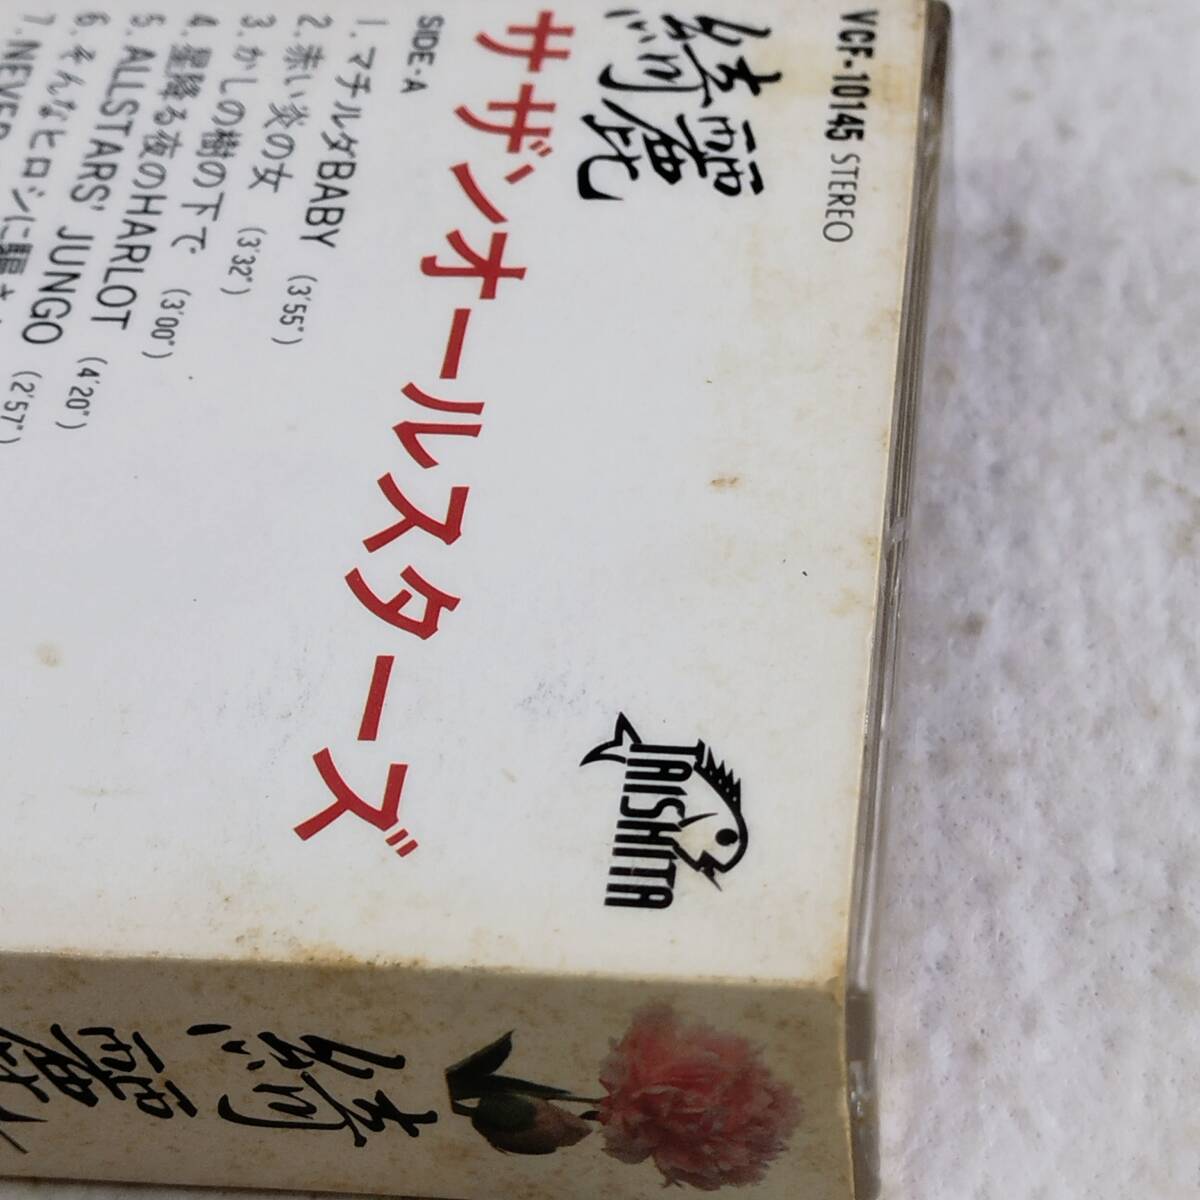 VCF-10145 STEREO
綺麗
サザンオールスターズ
TAISHITA
SIDE-A
1. マチルダBABY (3'55")
2. 赤い炎の女 (3'32")
3. かしの樹の下で (3'00")
4. 星降る夜のHARLOT (4'20")
5. ALLSTARS' JUNGO (2'57")
6. そんなヒロシに騙されて
7. NEVER
綺麗